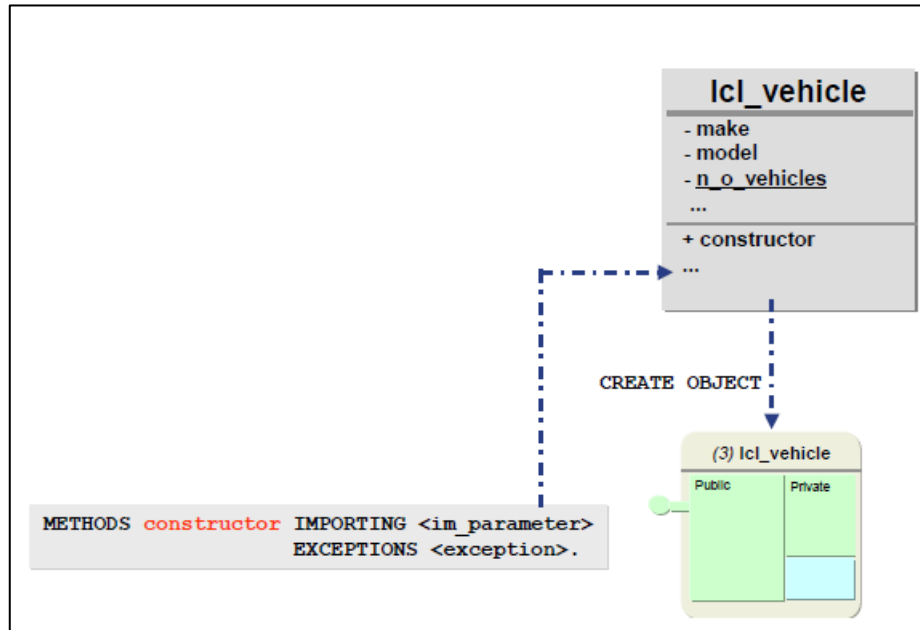 lcl_vehicle
- make
- model
- n_o_vehicles
...
+ constructor
...
CREATE OBJECT
(3) lcl_vehicle
Public Private
METHODS constructor IMPORTING <im_parameter>
EXCEPTIONS <exception>.